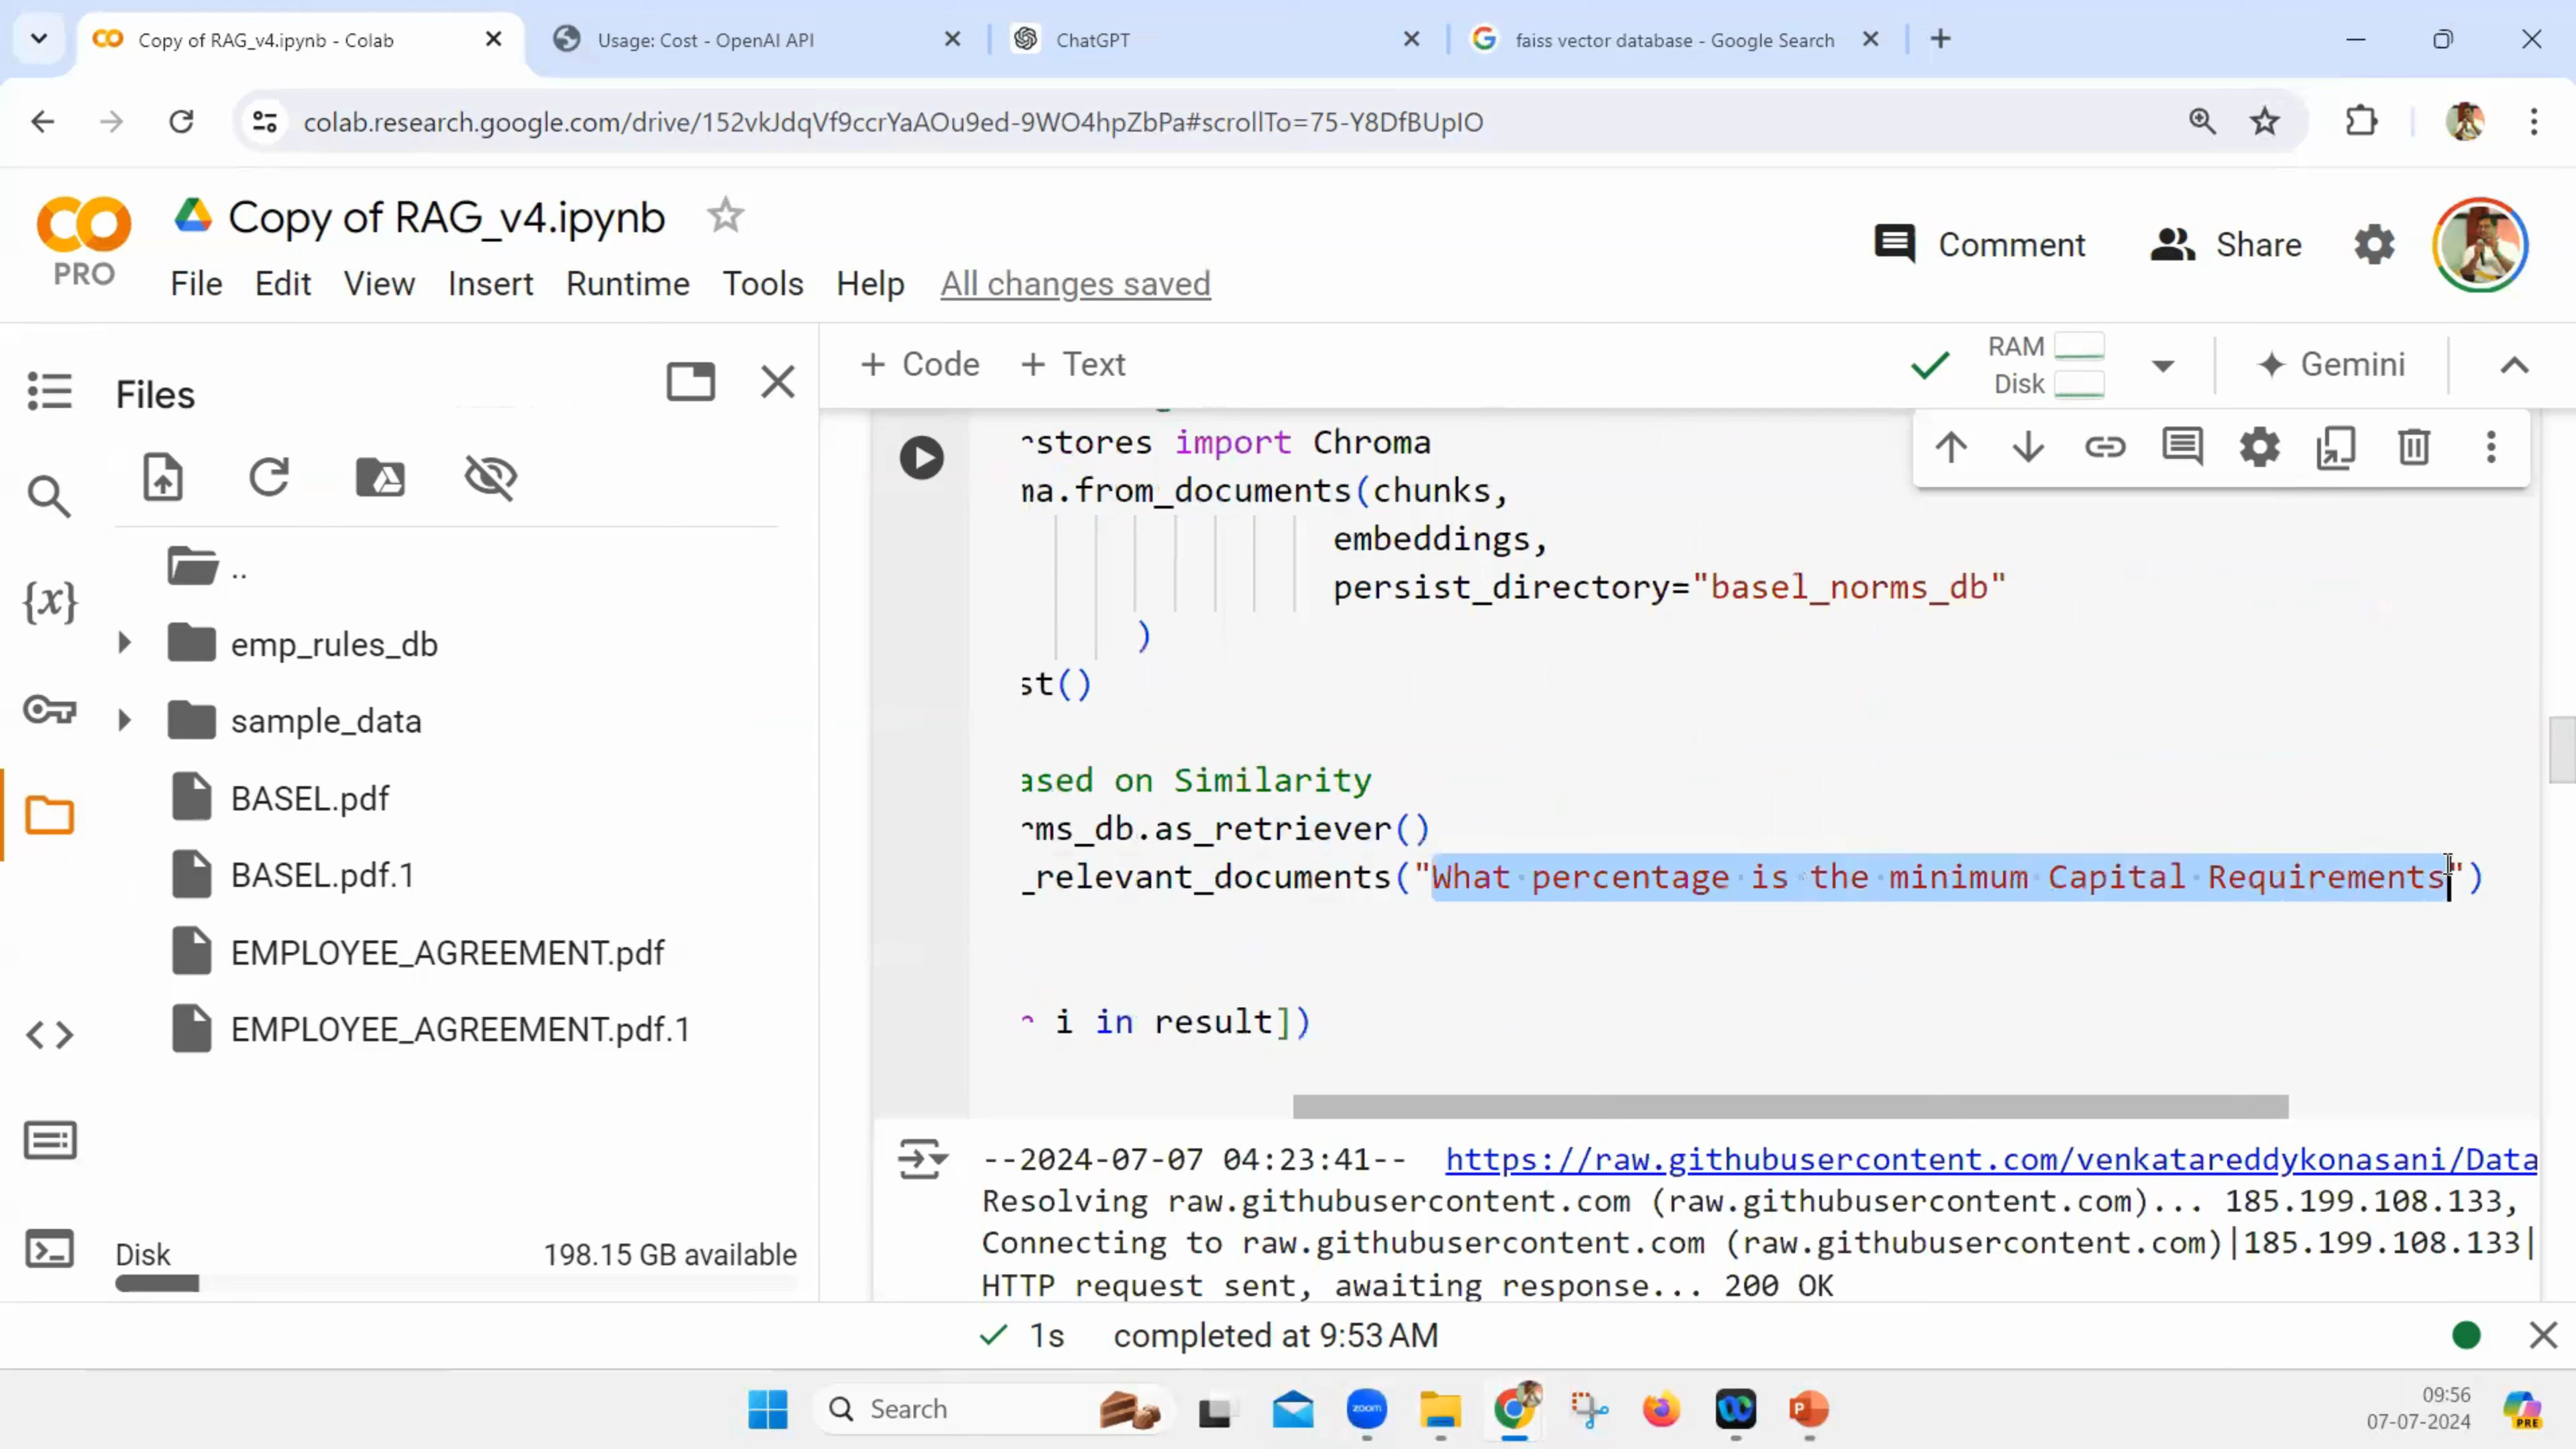 Copy of RAG_v4.ipynb - Colab
Usage: Cost - OpenAI API
ChatGPT
faiss vector database - Google Search
colab.research.google.com/drive/152vkJdqVf9ccrYaAOu9ed-9WO4hpZbPa#scrollTo=75-Y8DfBUpIO
PRO
Copy of RAG_v4.ipynb
File Edit View Insert Runtime Tools Help All changes saved
Comment
Share
Files
+ Code + Text
RAM
Disk
Gemini
..
emp_rules_db
sample_data
BASEL.pdf
BASEL.pdf.1
EMPLOYEE_AGREEMENT.pdf
EMPLOYEE_AGREEMENT.pdf.1
Disk 198.15 GB available
rstores import Chroma
ma.from_documents(chunks,
embeddings,
persist_directory="basel_norms_db"
)
st()
ased on Similarity
rms_db.as_retriever()
_relevant_documents("What percentage is the minimum Capital Requirements")
i in result])
--2024-07-07 04:23:41-- https://raw.githubusercontent.com/venkatareddykonasani/Data
Resolving raw.githubusercontent.com (raw.githubusercontent.com)... 185.199.108.133,
Connecting to raw.githubusercontent.com (raw.githubusercontent.com)|185.199.108.133|
HTTP request sent, awaiting response... 200 OK
1s completed at 9:53 AM
Search
zoom
PRE
09:56
07-07-2024